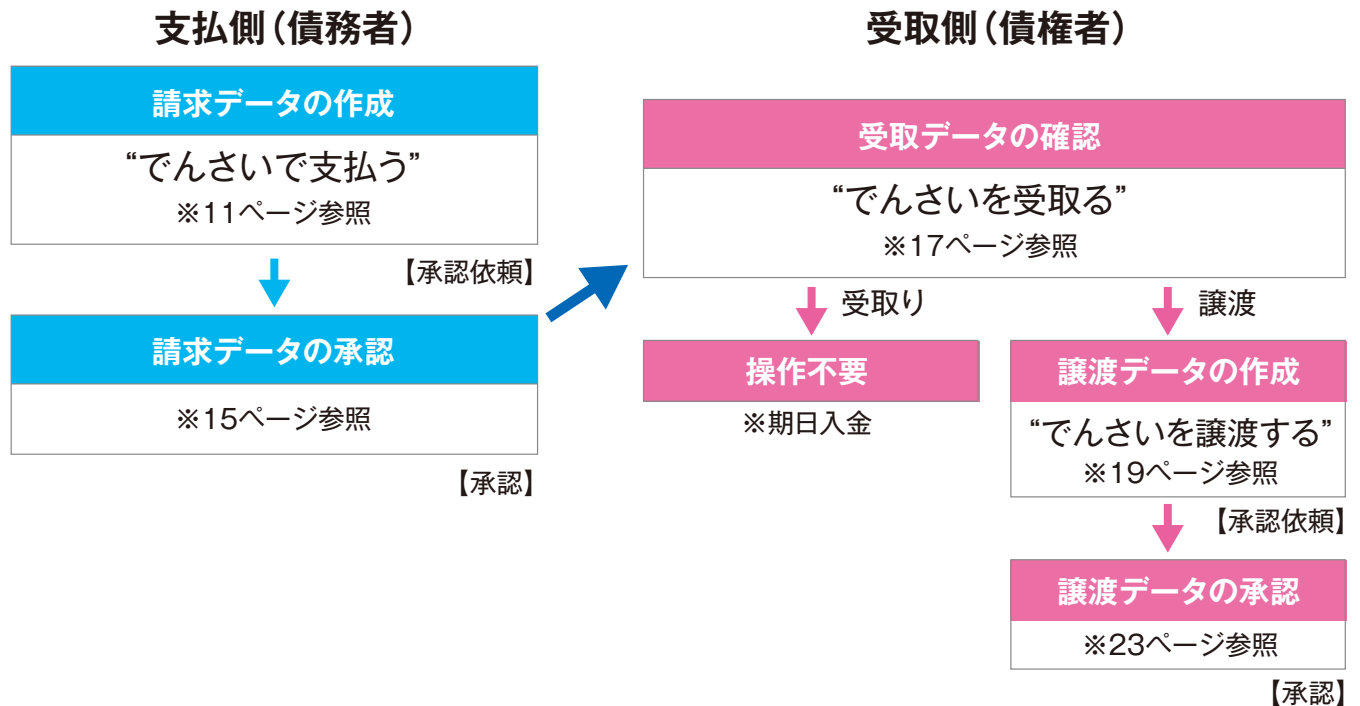 支払側（債務者）
請求データの作成
“でんさいで支払う”
※11ページ参照
【承認依頼】
請求データの承認
※15ページ参照
【承認】
受取側（債権者）
受取データの確認
“でんさいを受取る”
※17ページ参照
受取り
譲渡
操作不要
※期日入金
譲渡データの作成
“でんさいを譲渡する”
※19ページ参照
【承認依頼】
譲渡データの承認
※23ページ参照
【承認】